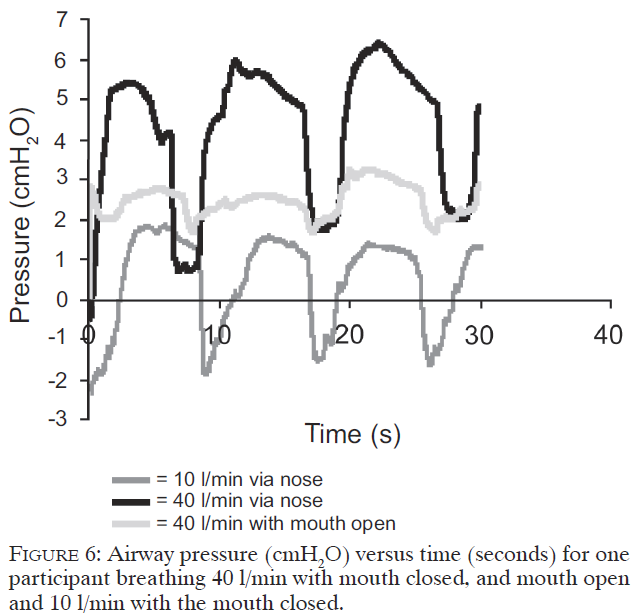 7
6
5
4
3
2
1
0
-1
-2
-3
Pressure (cmH₂O)
0 10 20 30 40
Time (s)
= 10 l/min via nose
= 40 l/min via nose
= 40 l/min with mouth open
FIGURE 6: Airway pressure (cmH₂O) versus time (seconds) for one
participant breathing 40 l/min with mouth closed, and mouth open
and 10 l/min with the mouth closed.